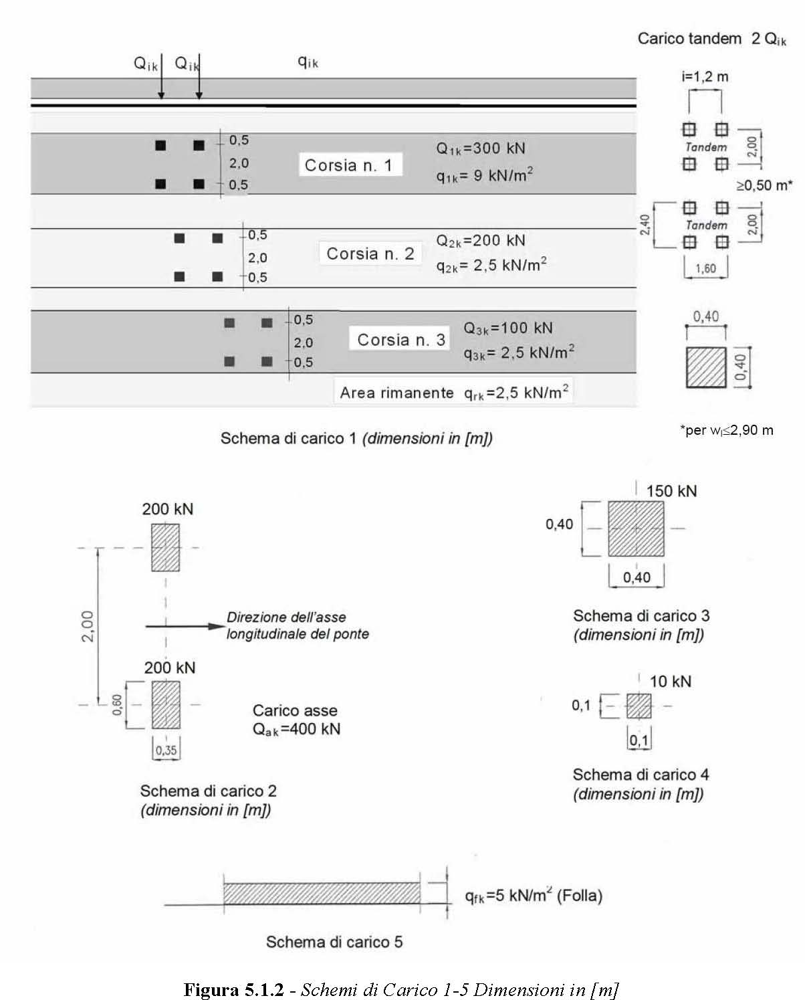 Carico tandem 2 Qik
Qik Qik qik
i=1,2 m
0,5
2,0
0,5
Corsia n. 1
Q1k=300 kN
q1k= 9 kN/m²
Tandem
2,00
≥0,50 m*
0,5
2,0
0,5
Corsia n. 2
Q2k=200 kN
q2k= 2,5 kN/m²
2,40
Tandem
2,00
1,60
0,5
2,0
0,5
Corsia n. 3
Q3k=100 kN
q3k= 2,5 kN/m²
0,40
0,40
Area rimanente qrk=2,5 kN/m²
Schema di carico 1 (dimensioni in [m])
*per wl≤2,90 m
200 kN
2,00
Direzione dell'asse
longitudinale del ponte
200 kN
0,60
0,35
Carico asse
Qak=400 kN
Schema di carico 2
(dimensioni in [m])
150 kN
0,40
0,40
Schema di carico 3
(dimensioni in [m])
10 kN
0,1
0,1
Schema di carico 4
(dimensioni in [m])
qfk=5 kN/m² (Folla)
Schema di carico 5
Figura 5.1.2 - Schemi di Carico 1-5 Dimensioni in [m]